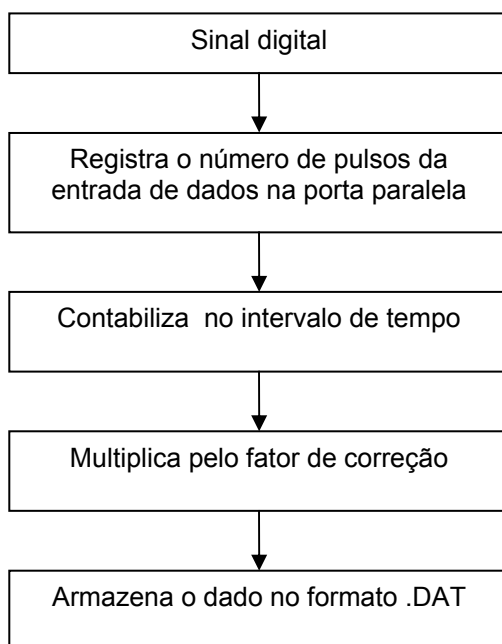 Sinal digital
Registra o número de pulsos da
entrada de dados na porta paralela
Contabiliza  no intervalo de tempo
Multiplica pelo fator de correção
Armazena o dado no formato .DAT